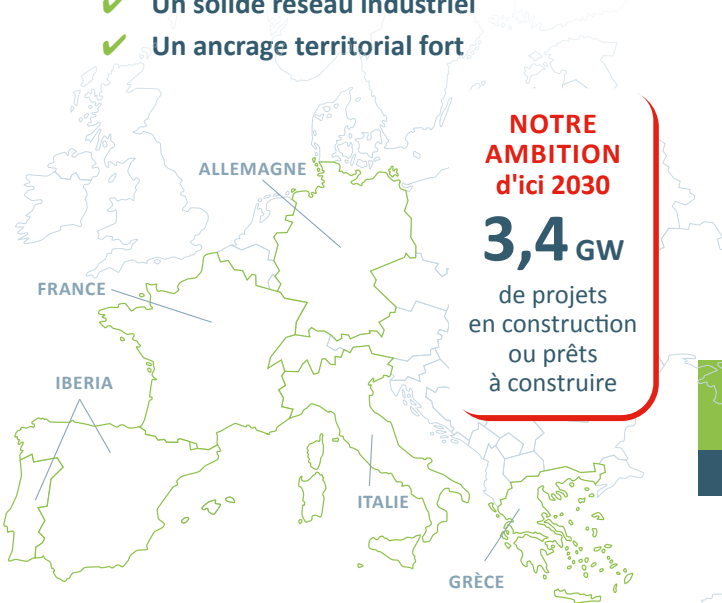 ✔ Un solide réseau industriel
✔ Un ancrage territorial fort
NOTRE
AMBITION
d'ici 2030
3,4 GW
de projets
en construction
ou prêts
à construire
ALLEMAGNE
FRANCE
IBERIA
ITALIE
GRÈCE